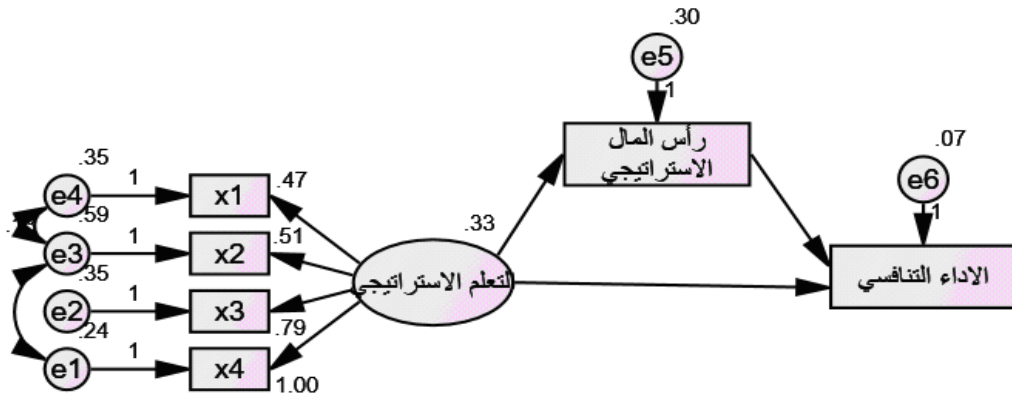 .30
e5
1
رأس المال
الاستراتيجي
.07
e6
1
الاداء التنافسي
.33
لتعلم الاستراتيجي
.35
e4
1
x1
.47
.59
e3
1
x2
.51
.35
e2
1
x3
.79
.24
e1
1
x4
1.00